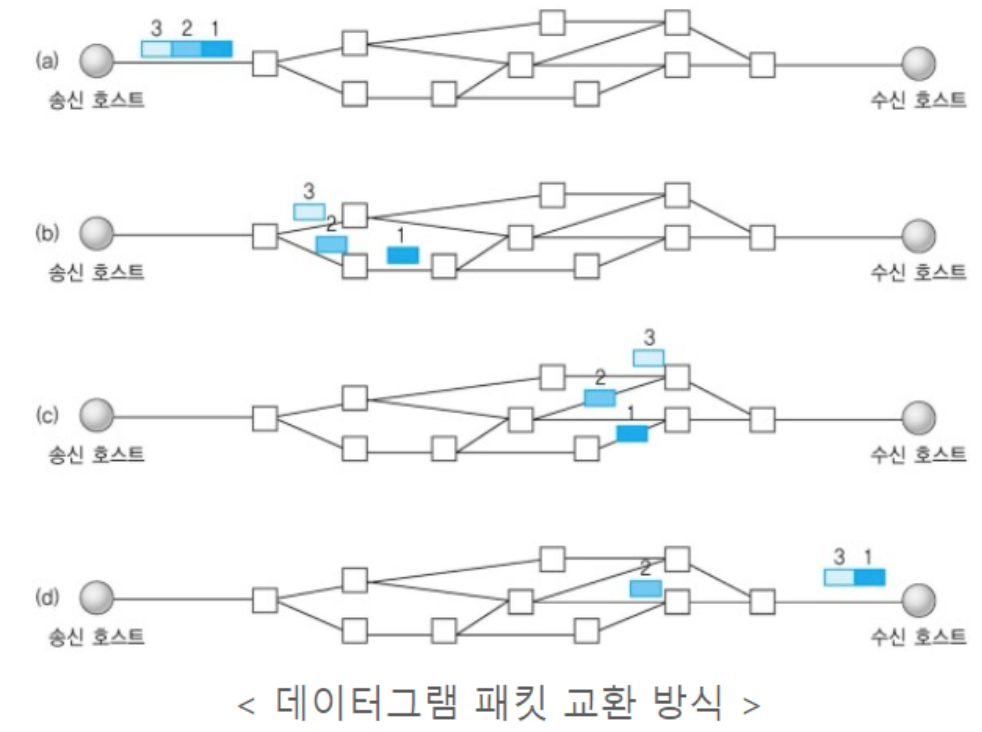 3 2 1
(a)
송신 호스트
수신 호스트
3
2
1
(b)
송신 호스트
수신 호스트
3
2
1
(c)
송신 호스트
수신 호스트
2
3 1
(d)
송신 호스트
수신 호스트
< 데이터그램 패킷 교환 방식 >